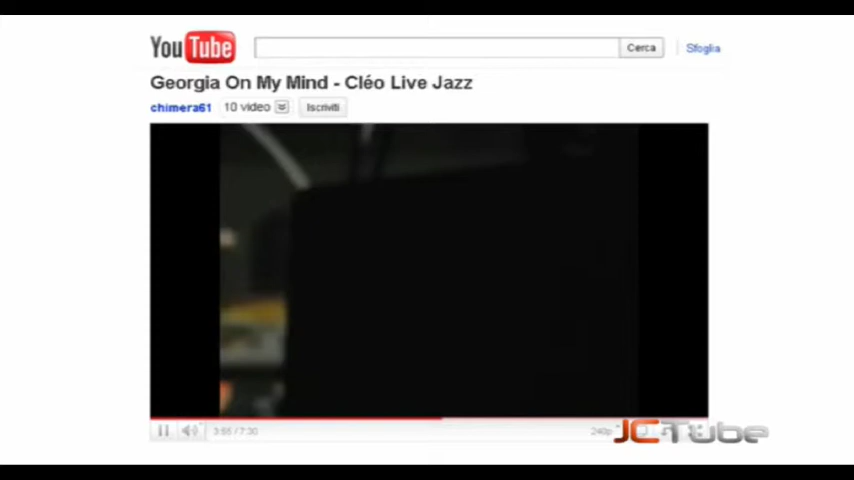 YouTube
Cerca
Sfoglia
Georgia On My Mind - Cléo Live Jazz
chimera61 10 video Iscriviti
3:55 / 7:30
240p
JCTube